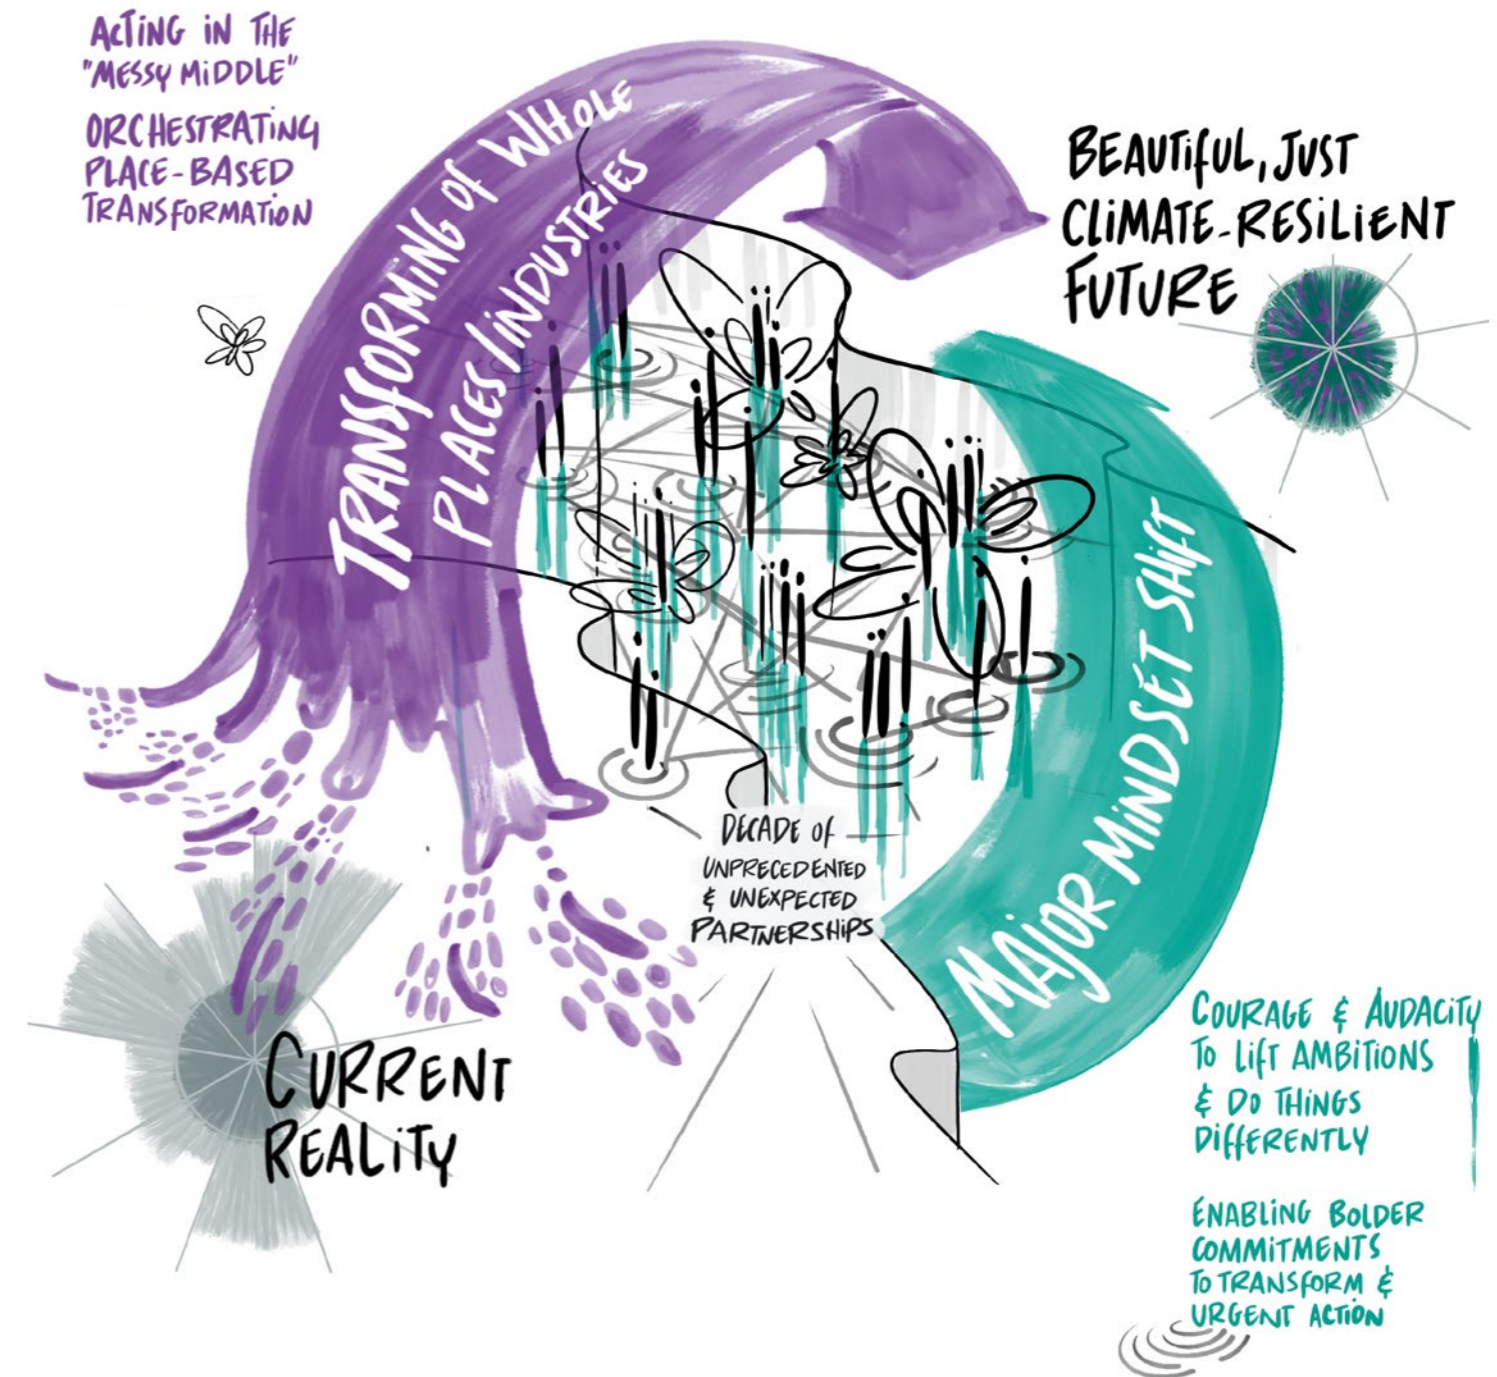 ACTING IN THE
"MESSY MIDDLE"
ORCHESTRATING
PLACE-BASED
TRANSFORMATION
TRANSFORMING OF WHOLE
PLACES/INDUSTRIES
BEAUTIFUL, JUST
CLIMATE-RESILIENT
FUTURE
MAJOR MINDSET SHIFT
DECADE OF
UNPRECEDENTED
& UNEXPECTED
PARTNERSHIPS
CURRENT
REALITY
COURAGE & AUDACITY
TO LIFT AMBITIONS
& DO THINGS
DIFFERENTLY
ENABLING BOLDER
COMMITMENTS
TO TRANSFORM &
URGENT ACTION